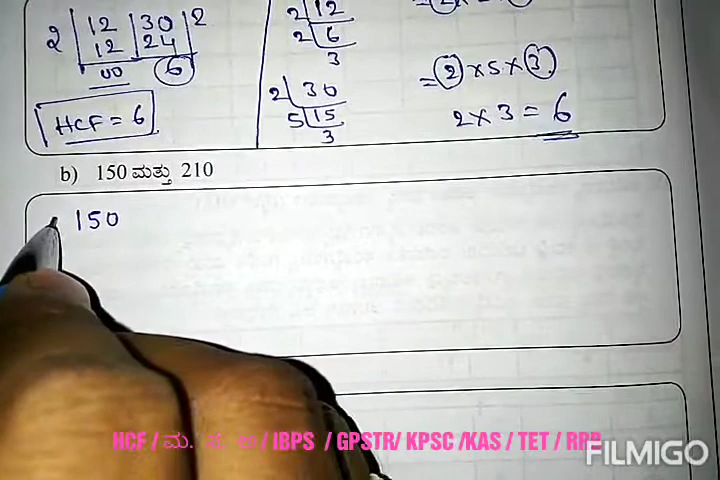 2 | 12 | 30 | 2
12 | 24
00 6
HCF = 6
2 12
2 6
3
2 30
5 15
3
= 2 x 5 x 3
2 x 3 = 6
b) 150 ಮತ್ತು 210
150
HCF / ಮ. ಸ. ಅ / IBPS / GPSTR/ KPSC /KAS / TET / RRB
FILMIGO